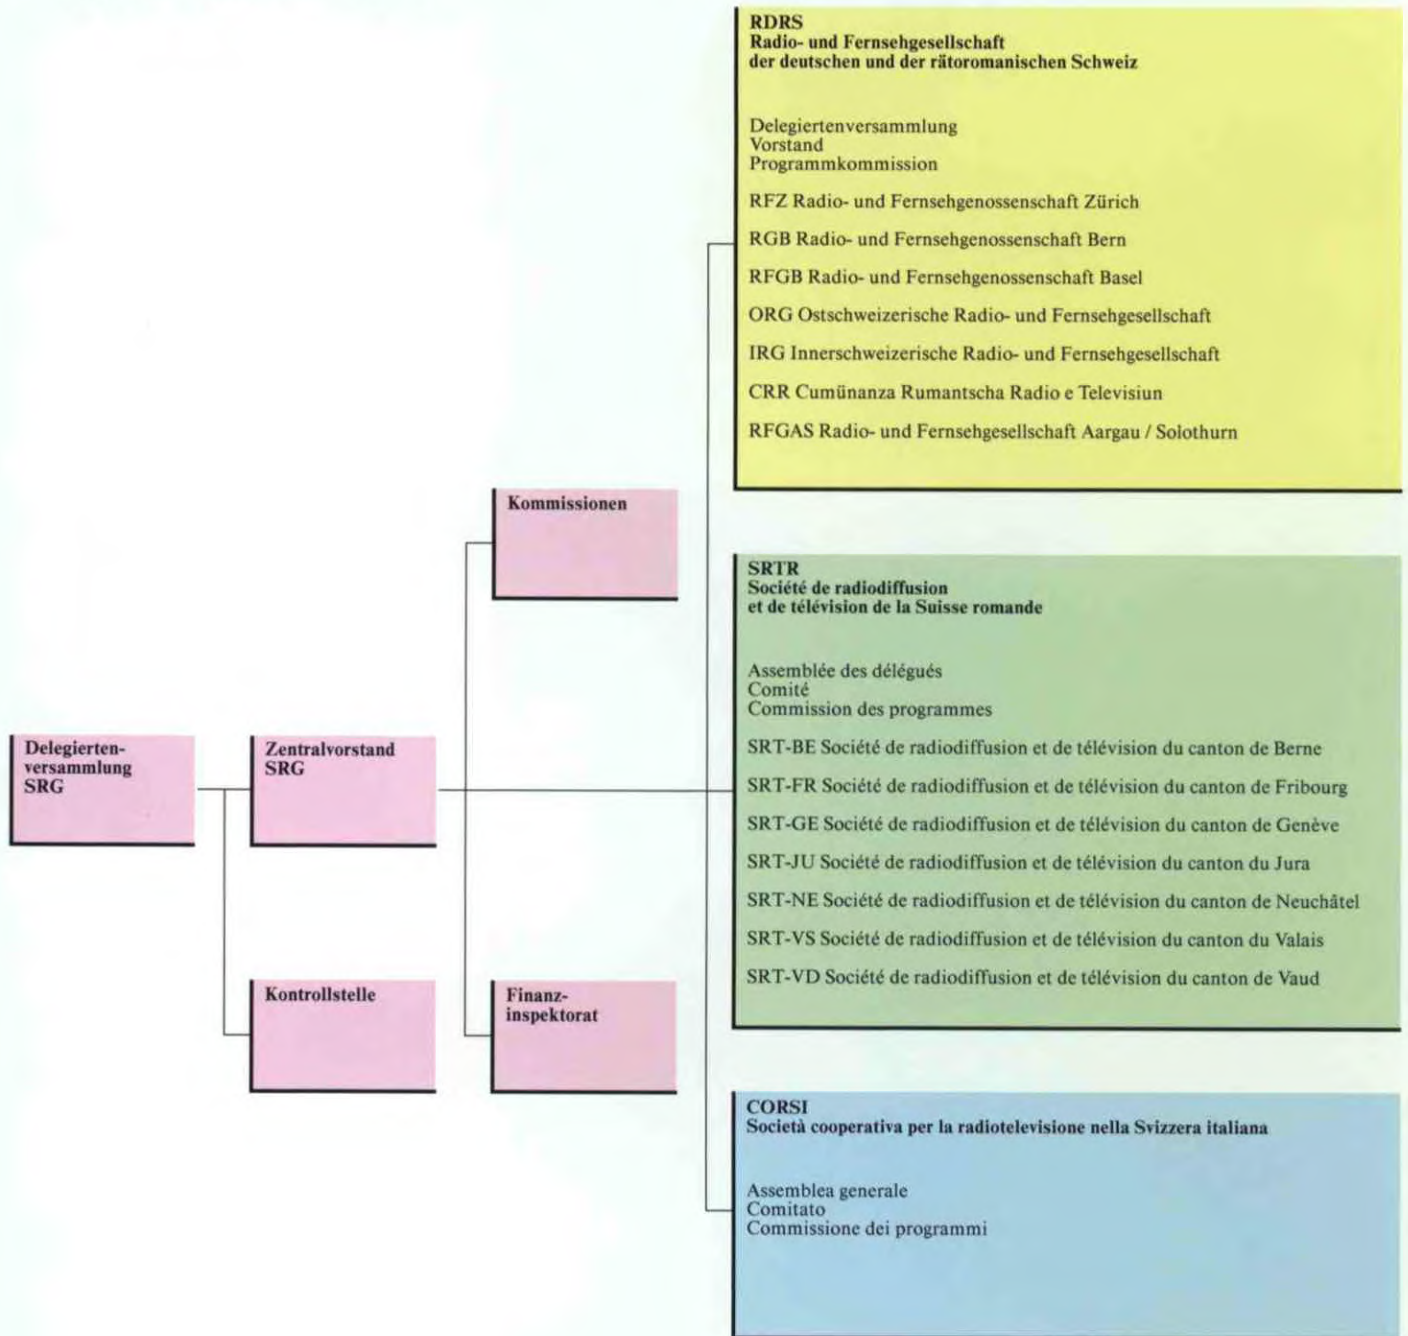 RDRS
Radio- und Fernsehgesellschaft
der deutschen und der rätoromanischen Schweiz
Delegiertenversammlung
Vorstand
Programmkommission
RFZ Radio- und Fernsehgenossenschaft Zürich
RGB Radio- und Fernsehgenossenschaft Bern
RFGB Radio- und Fernsehgenossenschaft Basel
ORG Ostschweizerische Radio- und Fernsehgesellschaft
IRG Innerschweizerische Radio- und Fernsehgesellschaft
CRR Cumünanza Rumantscha Radio e Televisiun
RFGAS Radio- und Fernsehgesellschaft Aargau / Solothurn
Kommissionen
SRTR
Société de radiodiffusion
et de télévision de la Suisse romande
Assemblée des délégués
Comité
Commission des programmes
SRT-BE Société de radiodiffusion et de télévision du canton de Berne
SRT-FR Société de radiodiffusion et de télévision du canton de Fribourg
SRT-GE Société de radiodiffusion et de télévision du canton de Genève
SRT-JU Société de radiodiffusion et de télévision du canton du Jura
SRT-NE Société de radiodiffusion et de télévision du canton de Neuchâtel
SRT-VS Société de radiodiffusion et de télévision du canton du Valais
SRT-VD Société de radiodiffusion et de télévision du canton de Vaud
Delegierten-
versammlung
SRG
Zentralvorstand
SRG
Kontrollstelle
Finanz-
inspektorat
CORSI
Società cooperativa per la radiotelevisione nella Svizzera italiana
Assemblea generale
Comitato
Commissione dei programmi